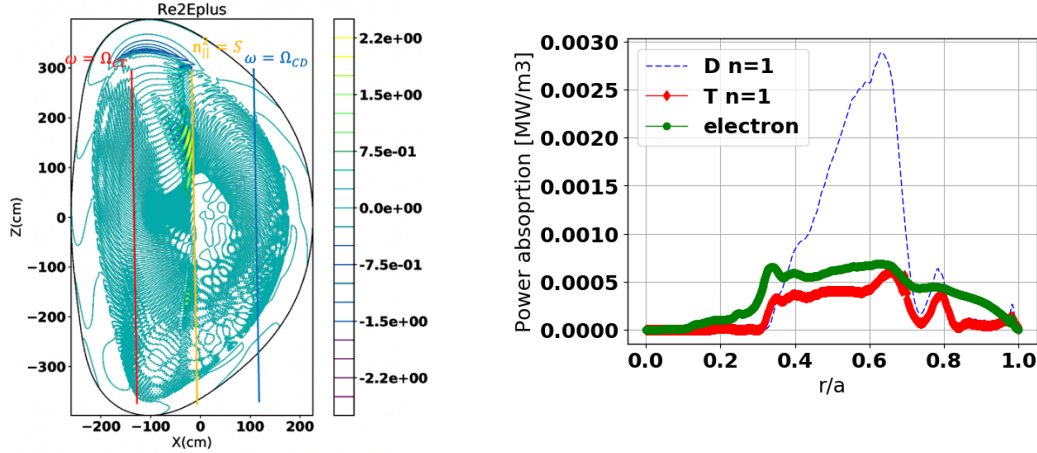 Re2Eplus
ω = Ω_CT
n_||^2 = S
ω = Ω_CD
Z(cm)
300
200
100
0
−100
−200
−300
−200 −100 0 100 200
X(cm)
2.2e+00
1.5e+00
7.5e-01
0.0e+00
-7.5e-01
-1.5e+00
-2.2e+00
Power absoprtion [MW/m3]
0.0030
0.0025
0.0020
0.0015
0.0010
0.0005
0.0000
D n=1
T n=1
electron
0.0 0.2 0.4 0.6 0.8 1.0
r/a